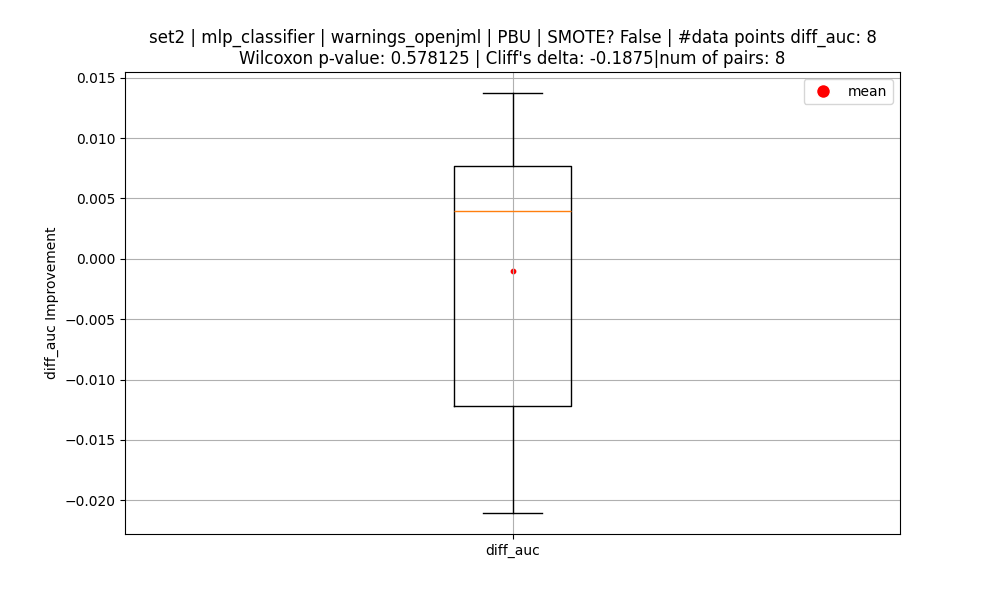 set2 | mlp_classifier | warnings_openjml | PBU | SMOTE? False | #data points diff_auc: 8
Wilcoxon p-value: 0.578125 | Cliff's delta: -0.1875|num of pairs: 8
mean
0.015
0.010
0.005
0.000
−0.005
−0.010
−0.015
−0.020
diff_auc Improvement
diff_auc